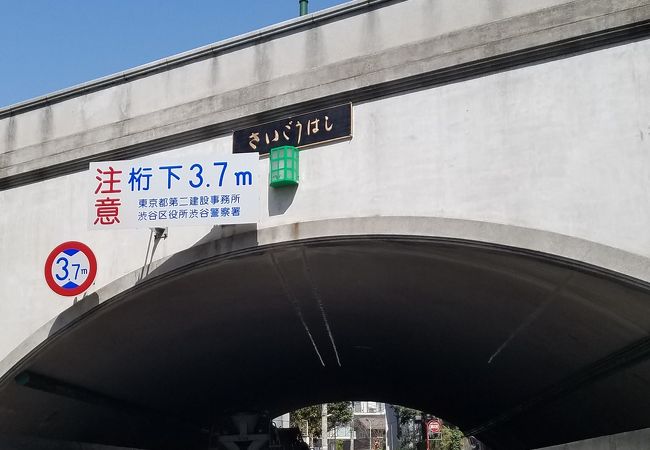 さいごうはし
注意
桁下3.7m
東京都第二建設事務所
渋谷区役所渋谷警察署
3.7m